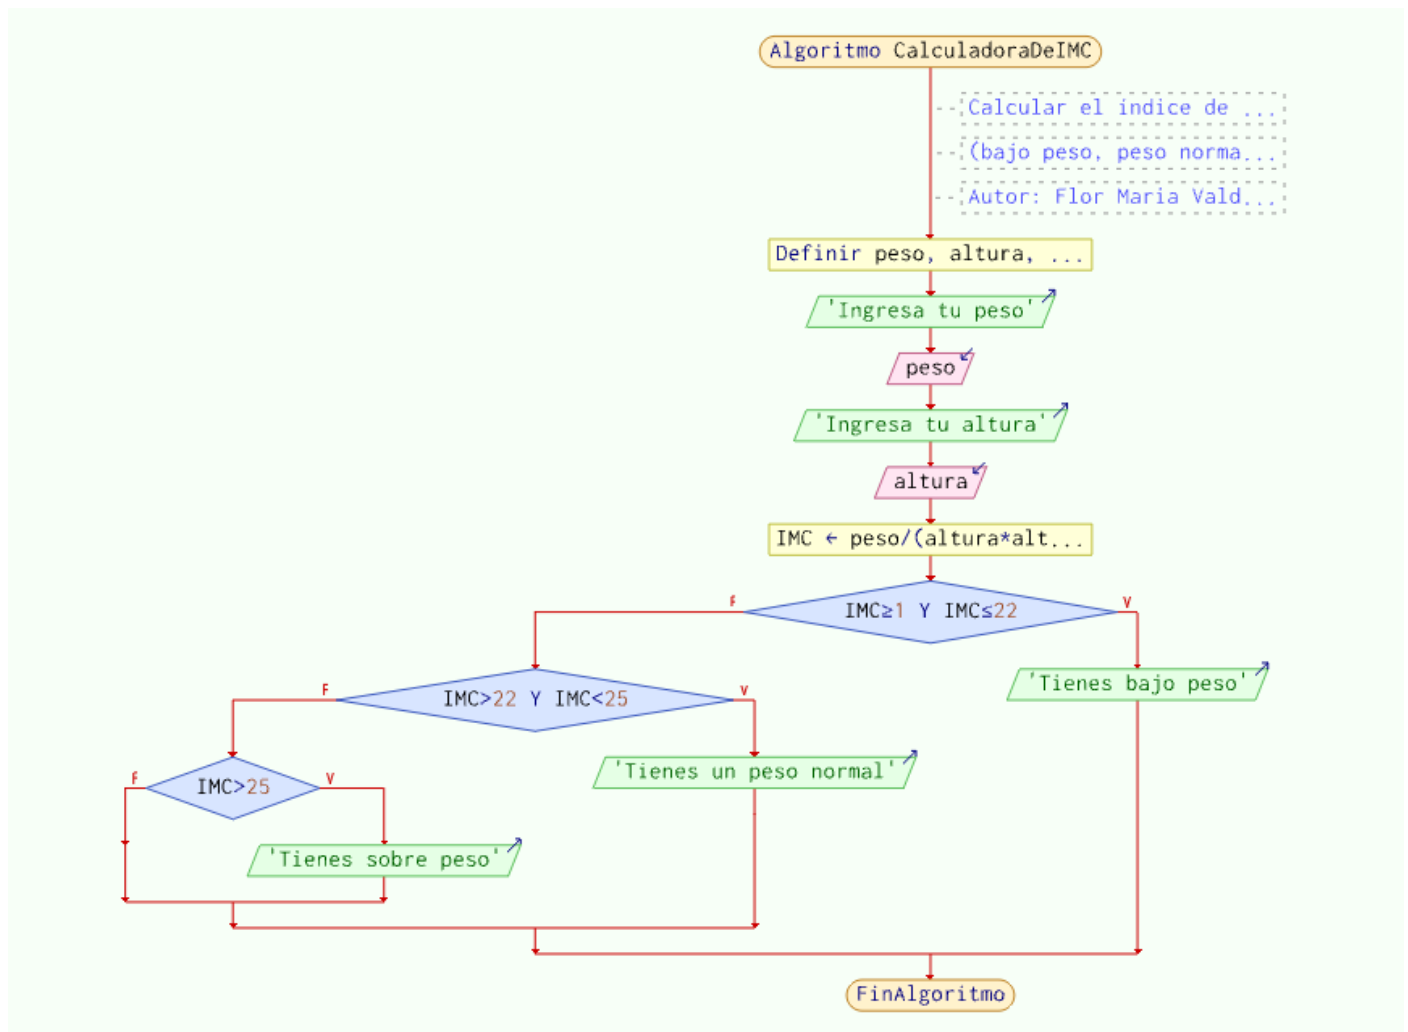 Algoritmo CalculadoraDeIMC
Calcular el indice de ...
(bajo peso, peso norma...
Autor: Flor Maria Vald...
Definir peso, altura, ...
'Ingresa tu peso'
peso
'Ingresa tu altura'
altura
IMC ← peso/(altura*alt...
IMC≥1 Y IMC≤22
F
V
'Tienes bajo peso'
IMC>22 Y IMC<25
F
V
'Tienes un peso normal'
IMC>25
F
V
'Tienes sobre peso'
FinAlgoritmo